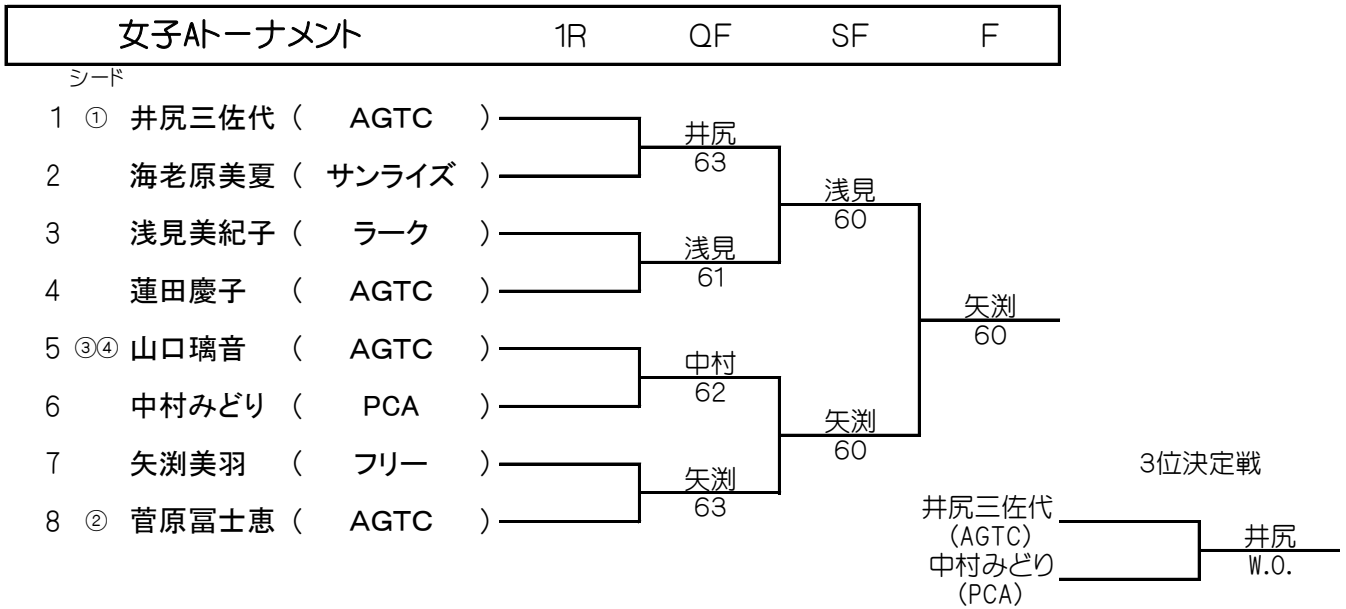 女子Aトーナメント 1R QF SF F
シード
1 ① 井尻三佐代 ( AGTC )
井尻
63
2 海老原美夏 ( サンライズ )
浅見
60
3 浅見美紀子 ( ラーク )
浅見
61
4 蓮田慶子 ( AGTC )
矢渕
60
5 ③④ 山口璃音 ( AGTC )
中村
62
6 中村みどり ( PCA )
矢渕
60
7 矢渕美羽 ( フリー )
矢渕
63
8 ② 菅原冨士恵 ( AGTC )
3位決定戦
井尻三佐代
(AGTC)
中村みどり
(PCA)
井尻
W.O.